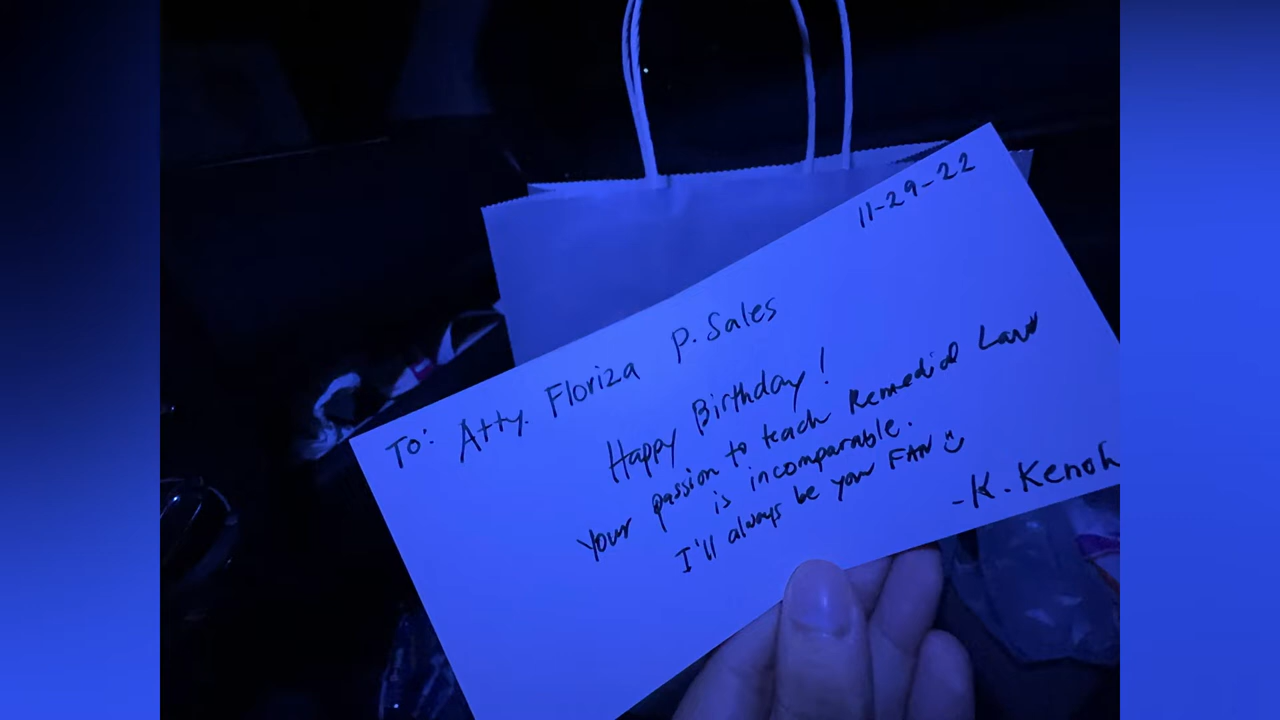 11-29-22
To: Atty. Floriza P. Sales
Happy Birthday!
Your passion to teach Remedial Law
is incomparable.
I'll always be your FAN
-K. Kenoh